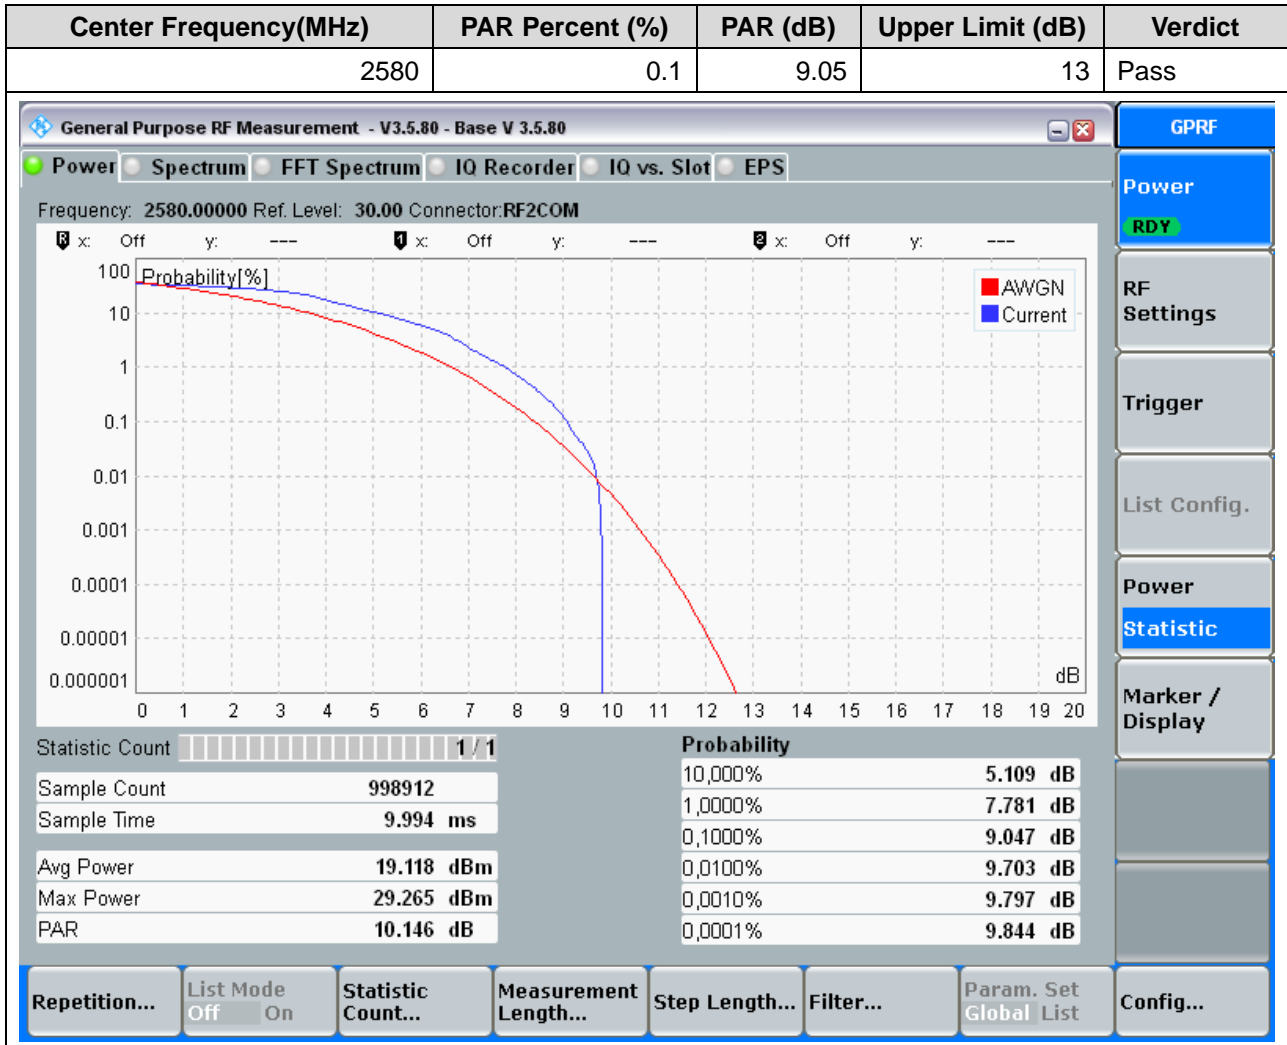 Center Frequency(MHz) PAR Percent (%) PAR (dB) Upper Limit (dB) Verdict
2580 0.1 9.05 13 Pass
General Purpose RF Measurement - V3.5.80 - Base V 3.5.80
GPRF
Power Spectrum FFT Spectrum IQ Recorder IQ vs. Slot EPS
Frequency: 2580.00000 Ref. Level: 30.00 Connector:RF2COM
R x: Off y: --- 1 x: Off y: --- 2 x: Off y: ---
Probability[%]
100
10
1
0.1
0.01
0.001
0.0001
0.00001
0.000001
AWGN
Current
dB
0 1 2 3 4 5 6 7 8 9 10 11 12 13 14 15 16 17 18 19 20
Statistic Count 1 / 1
Sample Count 998912
Sample Time 9.994 ms
Avg Power 19.118 dBm
Max Power 29.265 dBm
PAR 10.146 dB
Probability
10,000% 5.109 dB
1,0000% 7.781 dB
0,1000% 9.047 dB
0,0100% 9.703 dB
0,0010% 9.797 dB
0,0001% 9.844 dB
Power
RDY
RF
Settings
Trigger
List Config.
Power
Statistic
Marker /
Display
Repetition...
List Mode
Off On
Statistic
Count...
Measurement
Length...
Step Length...
Filter...
Param. Set
Global List
Config...